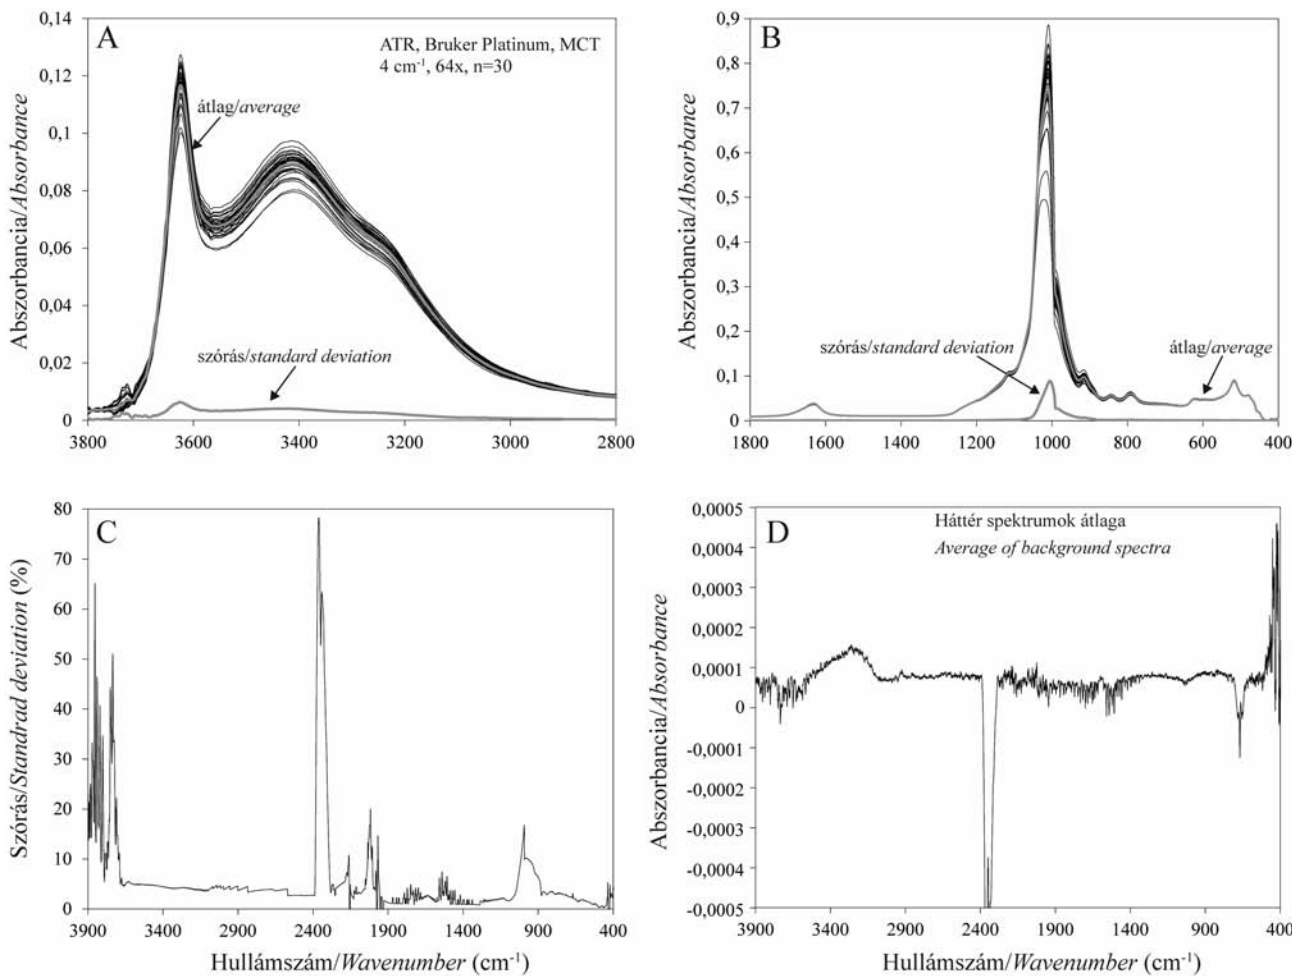 A
ATR, Bruker Platinum, MCT
4 cm⁻¹, 64x, n=30
átlag/average
szórás/standard deviation
Abszorbancia/Absorbance
0,14
0,12
0,1
0,08
0,06
0,04
0,02
0
3800 3600 3400 3200 3000 2800
B
szórás/standard deviation
átlag/average
Abszorbancia/Absorbance
0,9
0,8
0,7
0,6
0,5
0,4
0,3
0,2
0,1
0
1800 1600 1400 1200 1000 800 600 400
C
Szórás/Standrad deviation (%)
80
70
60
50
40
30
20
10
0
3900 3400 2900 2400 1900 1400 900 400
Hullámszám/Wavenumber (cm⁻¹)
D
Háttér spektrumok átlaga
Average of background spectra
Abszorbancia/Absorbance
0,0005
0,0004
0,0003
0,0002
0,0001
0
-0,0001
-0,0002
-0,0003
-0,0004
-0,0005
3900 3400 2900 2400 1900 1400 900 400
Hullámszám/Wavenumber (cm⁻¹)